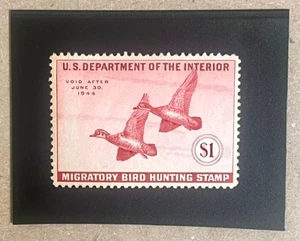 U.S. DEPARTMENT OF THE INTERIOR
VOID AFTER
JUNE 30,
1944
$1
MIGRATORY BIRD HUNTING STAMP